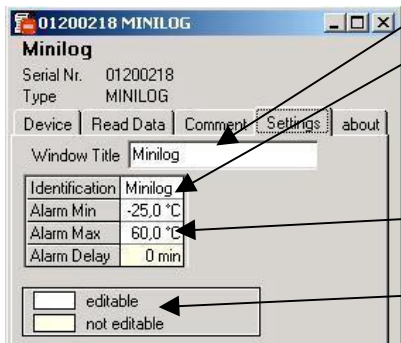 01200218 MINILOG
Minilog
Serial Nr. 01200218
Type MINILOG
Device Read Data Comment Settings about
Window Title Minilog
Identification Minilog
Alarm Min -25,0 °C
Alarm Max 60,0 °C
Alarm Delay 0 min
editable
not editable